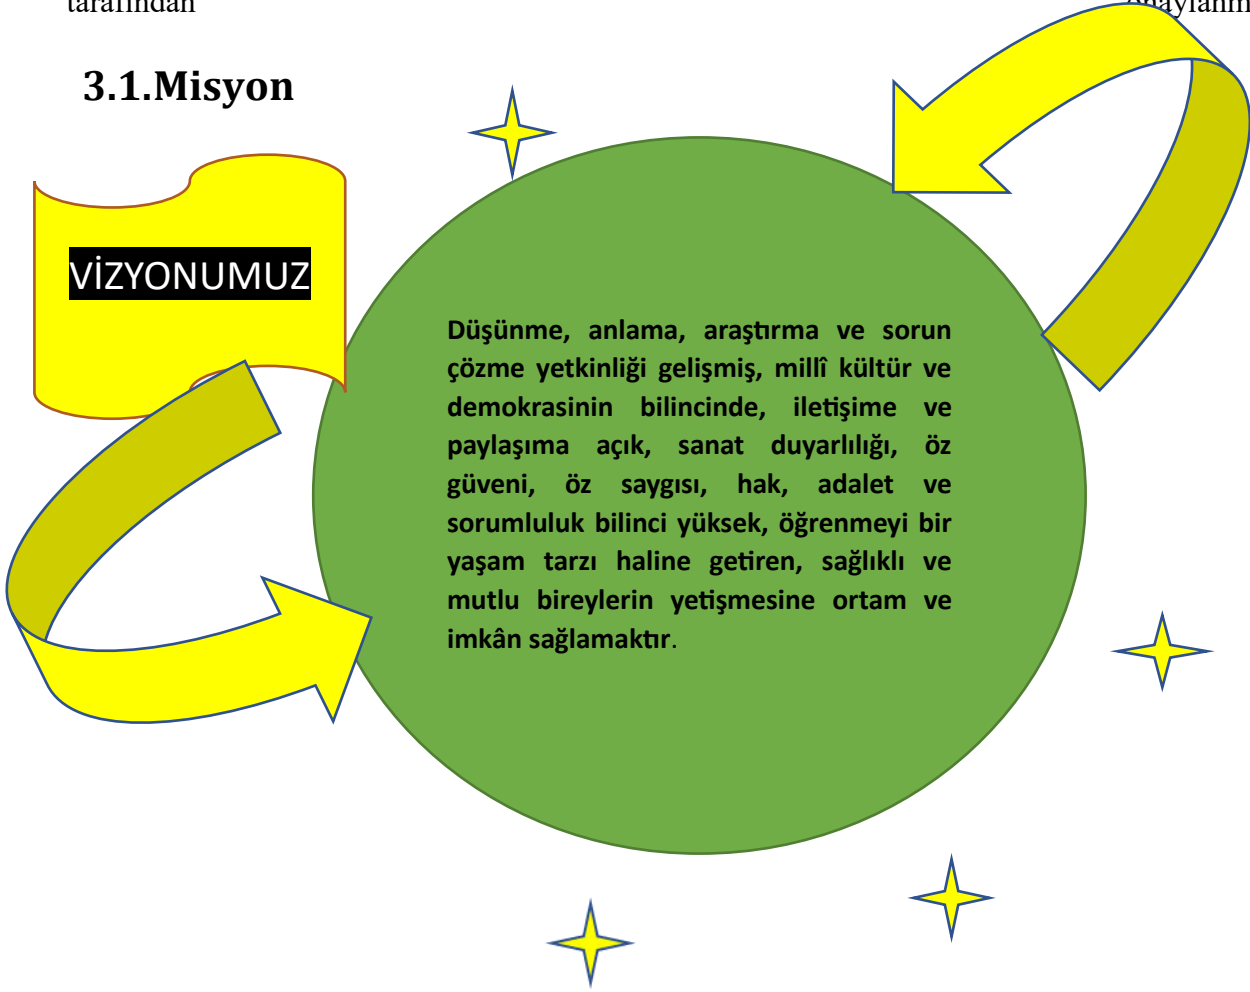 tarafından
3.1.Misyon
VİZYONUMUZ
Düşünme, anlama, araştırma ve sorun
çözme yetkinliği gelişmiş, millî kültür ve
demokrasinin bilincinde, iletişime ve
paylaşıma açık, sanat duyarlılığı, öz
güveni, öz saygısı, hak, adalet ve
sorumluluk bilinci yüksek, öğrenmeyi bir
yaşam tarzı haline getiren, sağlıklı ve
mutlu bireylerin yetişmesine ortam ve
imkân sağlamaktır.